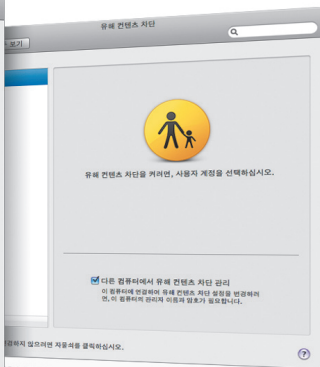 유해 컨텐츠 차단
보기
유해 컨텐츠 차단을 켜려면, 사용자 계정을 선택하십시오.
다른 컴퓨터에서 유해 컨텐츠 차단 관리
이 컴퓨터에 연결하여 유해 컨텐츠 차단 설정을 변경하려
면, 이 컴퓨터의 관리자 이름과 암호가 필요합니다.
않으려면 자물쇠를 클릭하십시오.
?